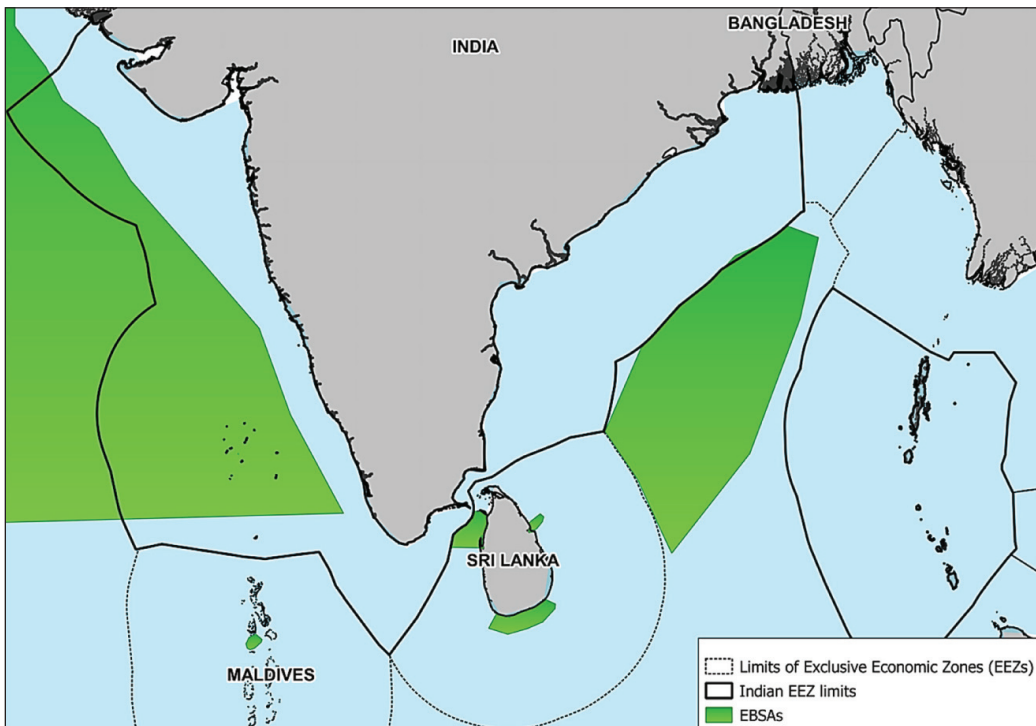 BANGLADESH
INDIA
SRI LANKA
MALDIVES
Limits of Exclusive Economic Zones (EEZs)
Indian EEZ limits
EBSAs